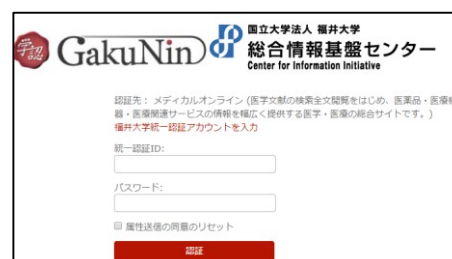 学認
GakuNin
国立大学法人 福井大学
総合情報基盤センター
Center for Information Initiative
認証先： メディカルオンライン (医学文献の検索全文閲覧をはじめ、医薬品・医療機
器・医療関連サービスの情報を幅広く提供する医学・医療の総合サイトです。)
福井大学統一認証アカウントを入力
統一認証ID:
パスワード:
属性送信の同意のリセット
認証